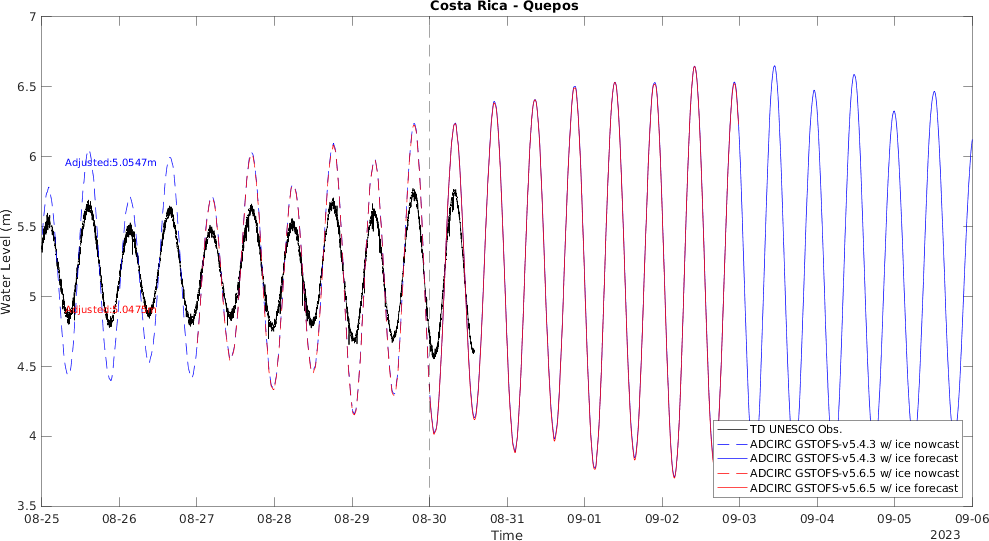 Costa Rica - Quepos
7
6.5
6
5.5
5
4.5
4
3.5
Water Level (m)
Adjusted:5.0547m
Adjusted:5.0475m
TD UNESCO Obs.
ADCIRC GSTOFS-v5.4.3 w/ ice nowcast
ADCIRC GSTOFS-v5.4.3 w/ ice forecast
ADCIRC GSTOFS-v5.6.5 w/ ice nowcast
ADCIRC GSTOFS-v5.6.5 w/ ice forecast
08-25 08-26 08-27 08-28 08-29 08-30 08-31 09-01 09-02 09-03 09-04 09-05 09-06
Time
2023